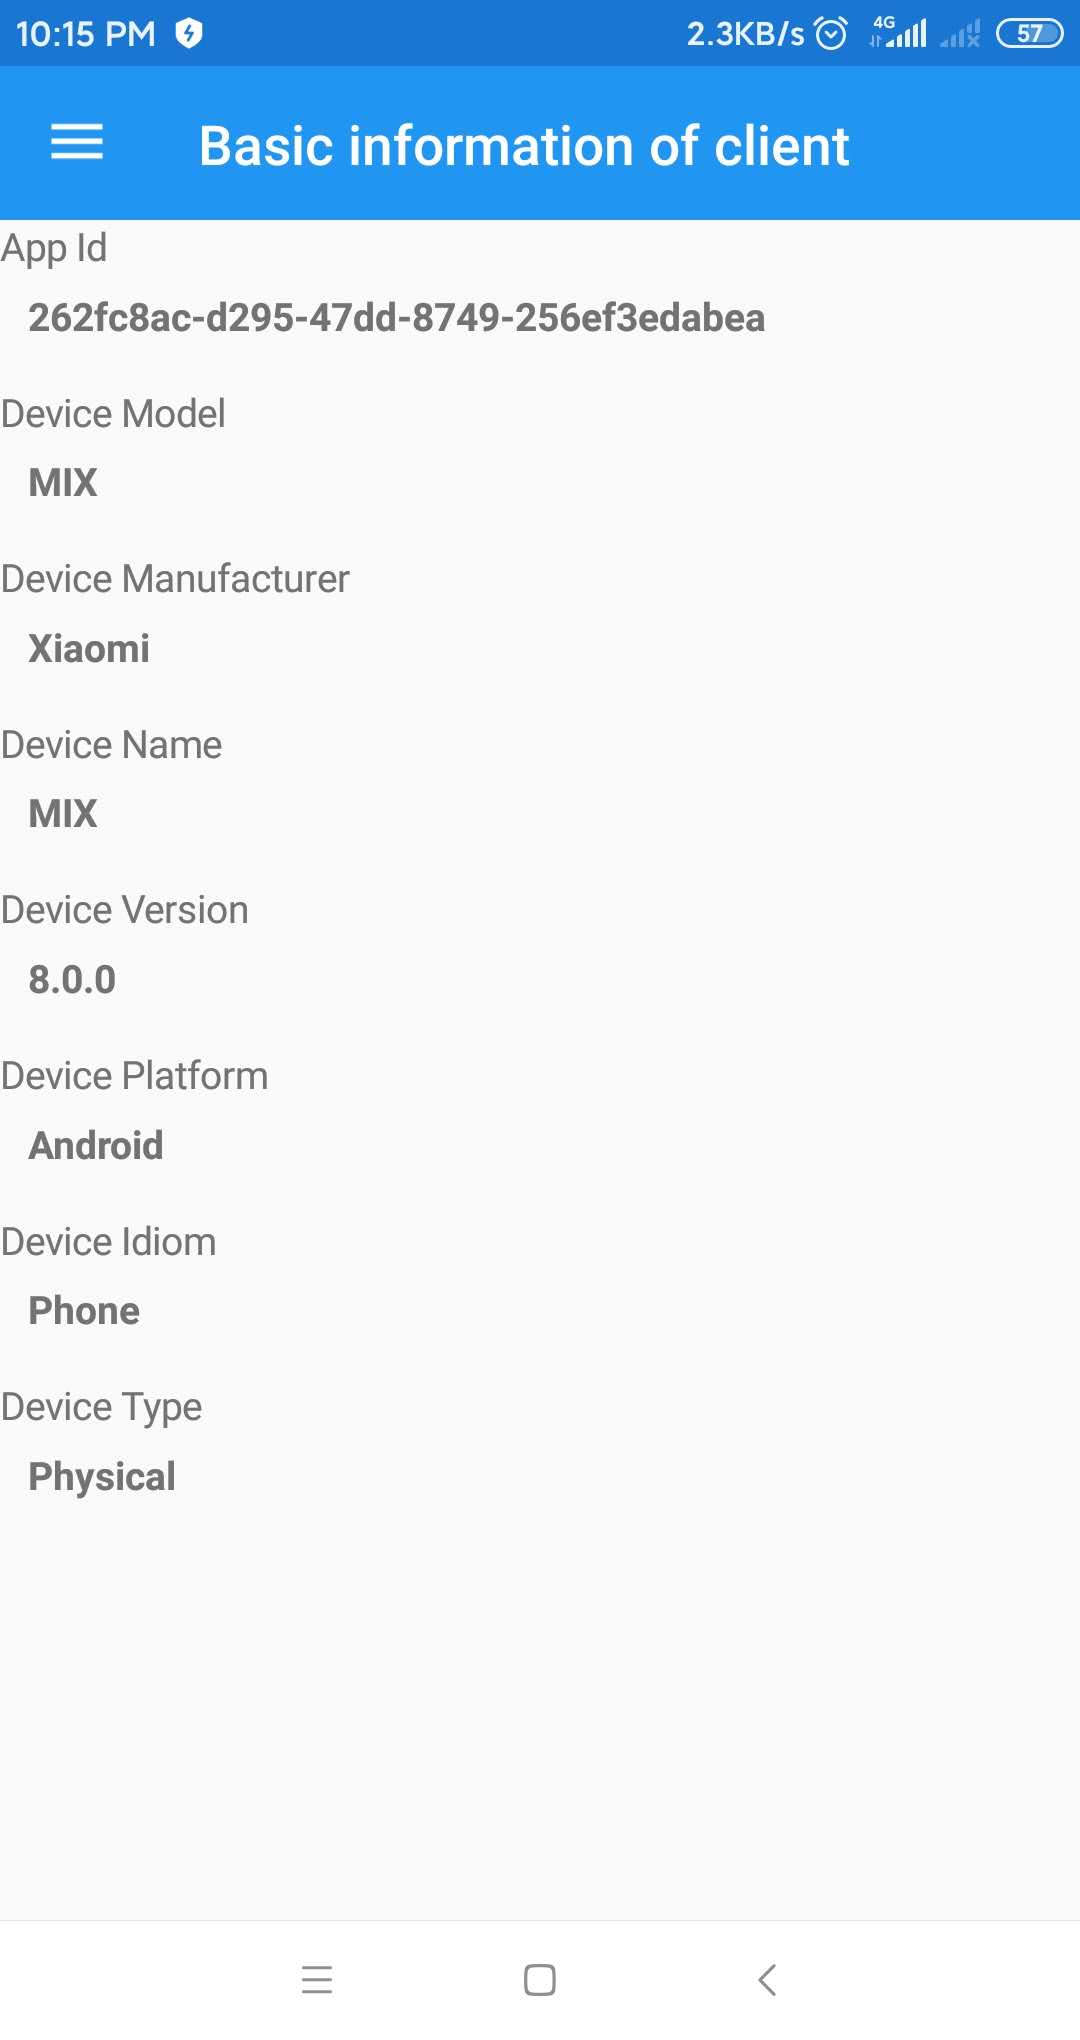 10:15 PM 2.3KB/s 4G 57
Basic information of client
App Id
262fc8ac-d295-47dd-8749-256ef3edabea
Device Model
MIX
Device Manufacturer
Xiaomi
Device Name
MIX
Device Version
8.0.0
Device Platform
Android
Device Idiom
Phone
Device Type
Physical